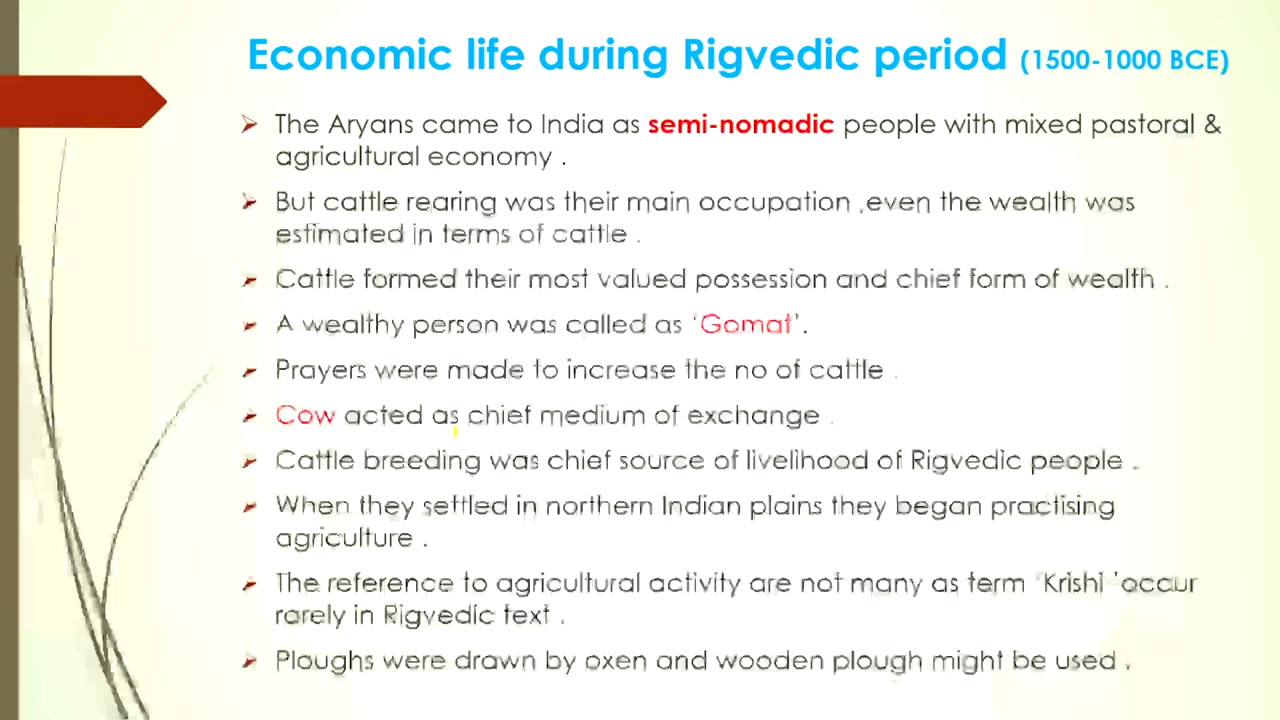 Economic life during Rigvedic period (1500-1000 BCE)
The Aryans came to India as semi-nomadic people with mixed pastoral &
agricultural economy .
But cattle rearing was their main occupation ,even the wealth was
estimated in terms of cattle .
Cattle formed their most valued possession and chief form of wealth .
A wealthy person was called as 'Gomat'.
Prayers were made to increase the no of cattle .
Cow acted as chief medium of exchange .
Cattle breeding was chief source of livelihood of Rigvedic people .
When they settled in northern Indian plains they began practising
agriculture .
The reference to agricultural activity are not many as term 'Krishi 'occur
rarely in Rigvedic text .
Ploughs were drawn by oxen and wooden plough might be used .